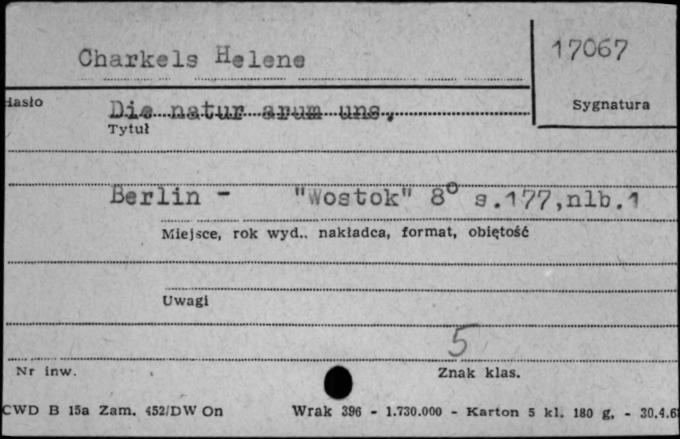 Charkels Helene
17067
Hasło
Die natur arum uns,
Sygnatura
Tytuł
Berlin - "Wostok" 8° s.177,nlb.1
Miejsce, rok wyd., nakładca, format, obiętość
Uwagi
5
Nr inw.
Znak klas.
CWD B 15a Zam. 452/DW On
Wrak 396 - 1.730.000 - Karton 5 kl. 180 g. - 30.4.6